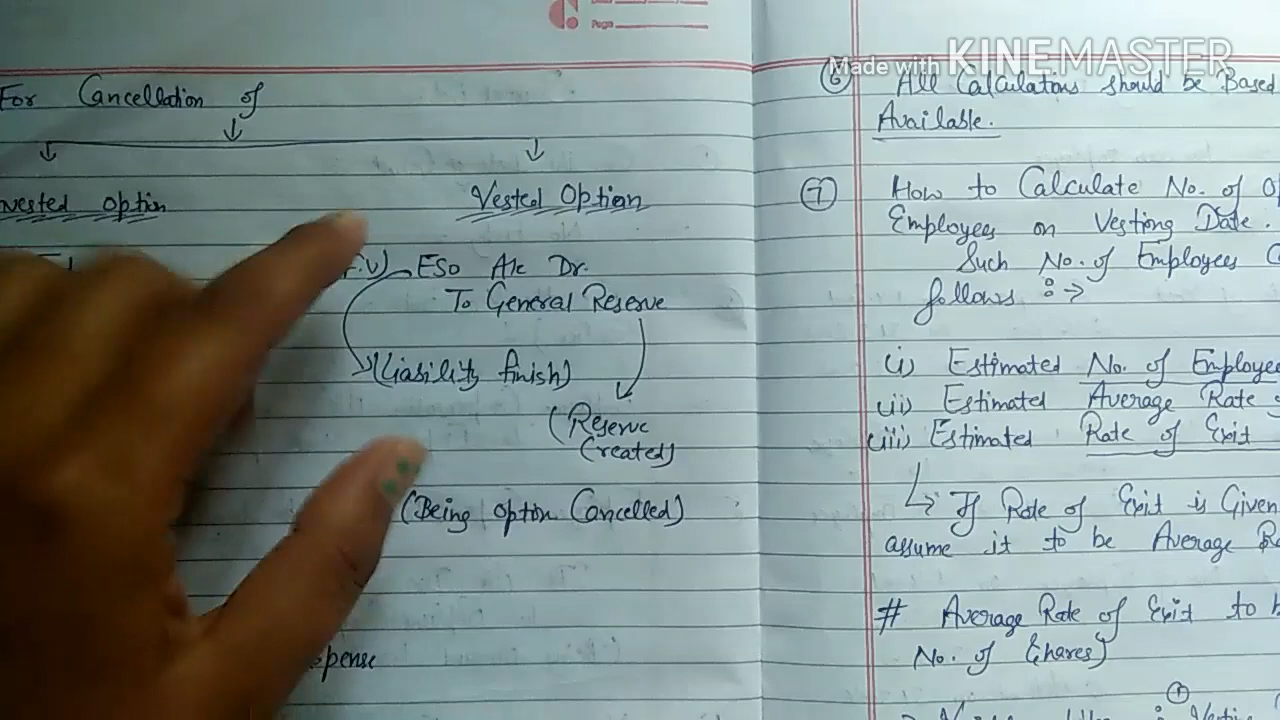 Page
Made with KINEMASTER
For Cancellation of
Vested Option
ESO A/c Dr.
To General Reserve
(Liability finish)
(Reserve
Created)
(Being Option Cancelled)
6 All Calculations Should be Based
Available.
7 How to Calculate No. of
Employees on Vesting Date.
Such No. of Employees
follows :→
(i) Estimated No. of Employee
(ii) Estimated Average Rate
(iii) Estimated Rate of Exit
If Rate of Exit is Given
assume it to be Average
# Average Rate of Exit to
No. of Shares)